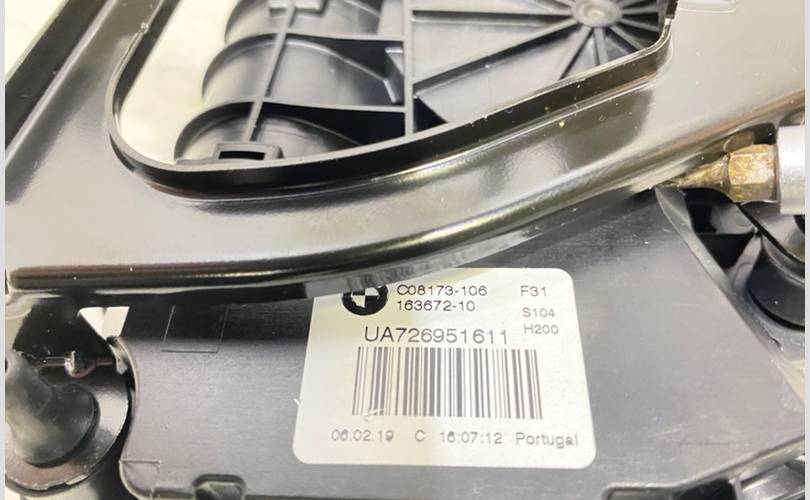 C08173-106 F31
163672-10
S104
UA726951611 H200
06.02.19 C 16:07:12 Portugal